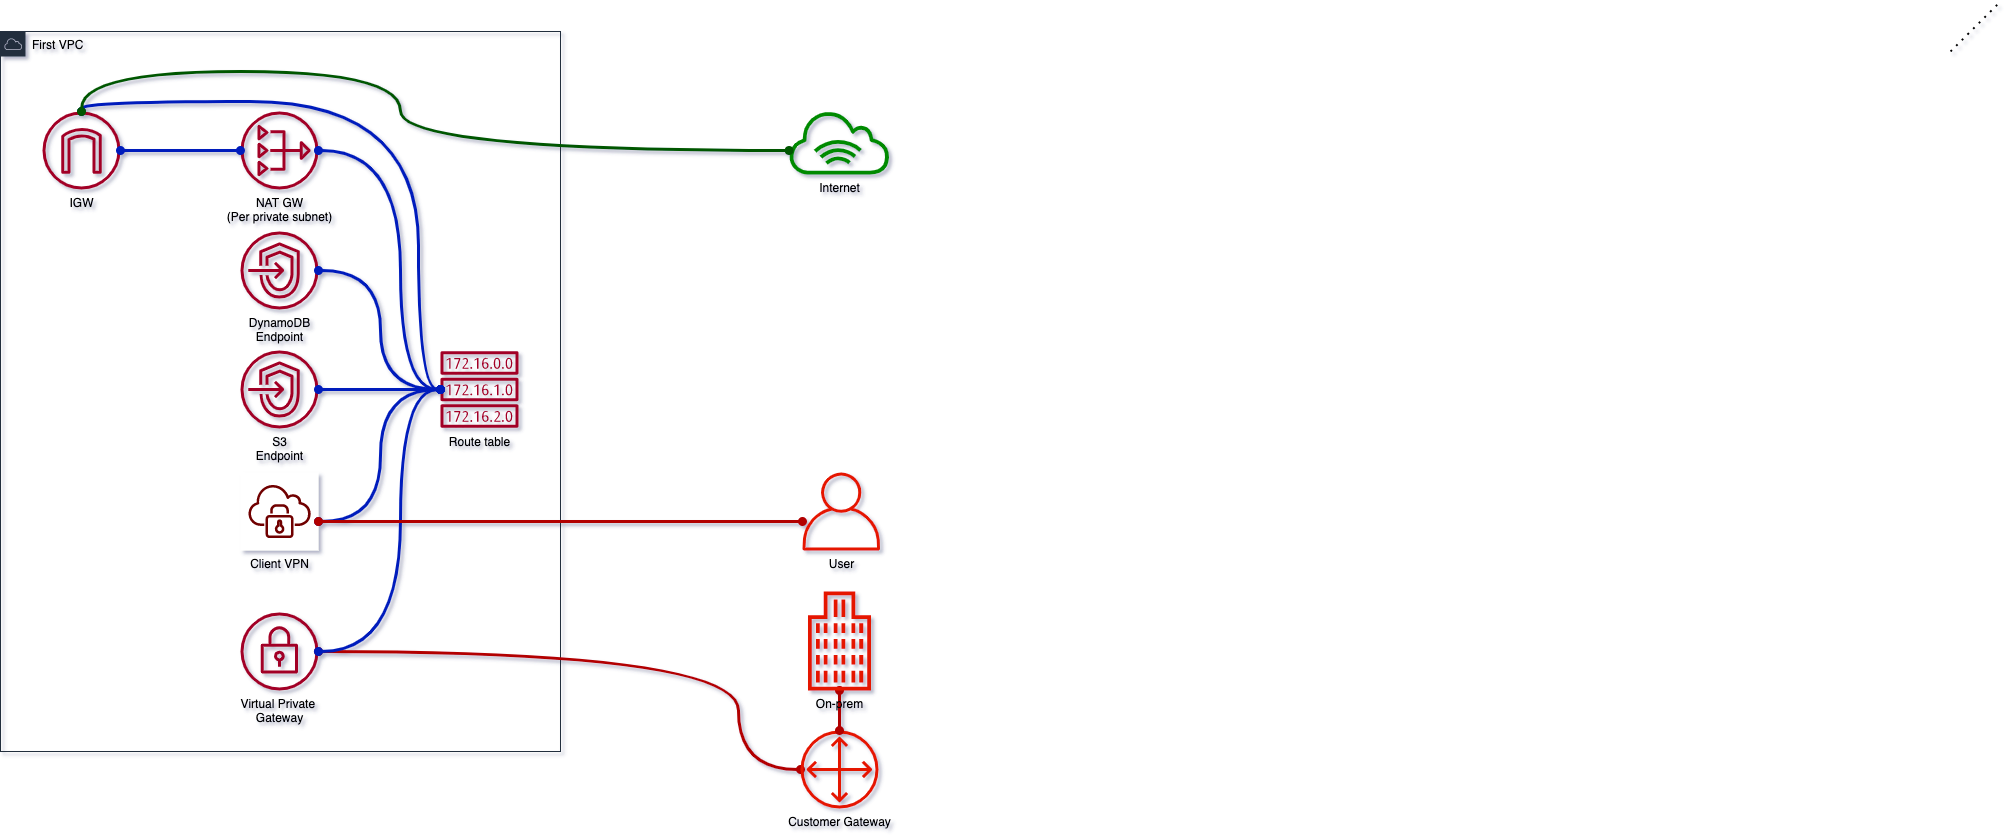 First VPC
IGW
NAT GW
(Per private subnet)
Internet
DynamoDB
Endpoint
172.16.0.0
172.16.1.0
172.16.2.0
Route table
S3
Endpoint
Client VPN
User
Virtual Private
Gateway
On-prem
Customer Gateway